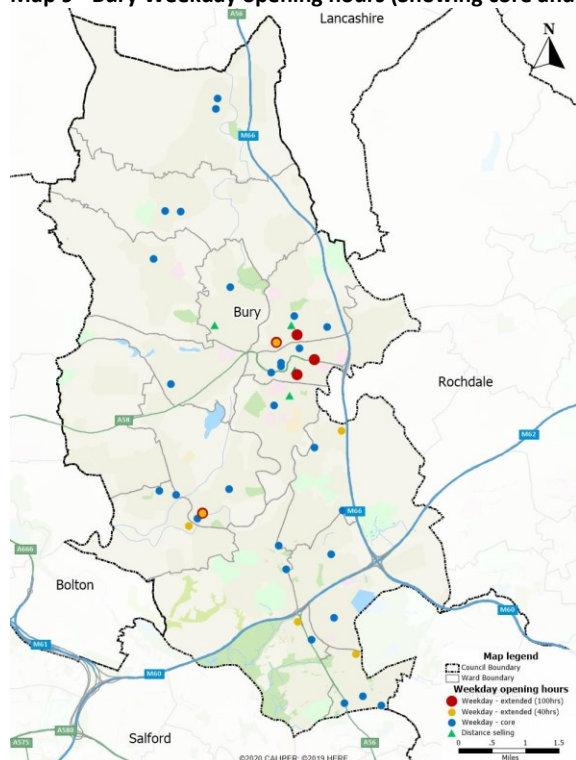 Map 5 - Bury Weekday opening hours (showing core and
A56
Lancashire
N
M66
Bury
Rochdale
A58
M62
M66
A666
Bolton
M60
M61
M60
Map legend
Council Boundary
Ward Boundary
Weekday opening hours
Weekday - extended (100hrs)
Weekday - extended (40hrs)
Weekday - core
Distance selling
A580
Salford
A575
A56
0 .5 1 1.5
Miles
©2020 CALIPER; ©2019 HERE